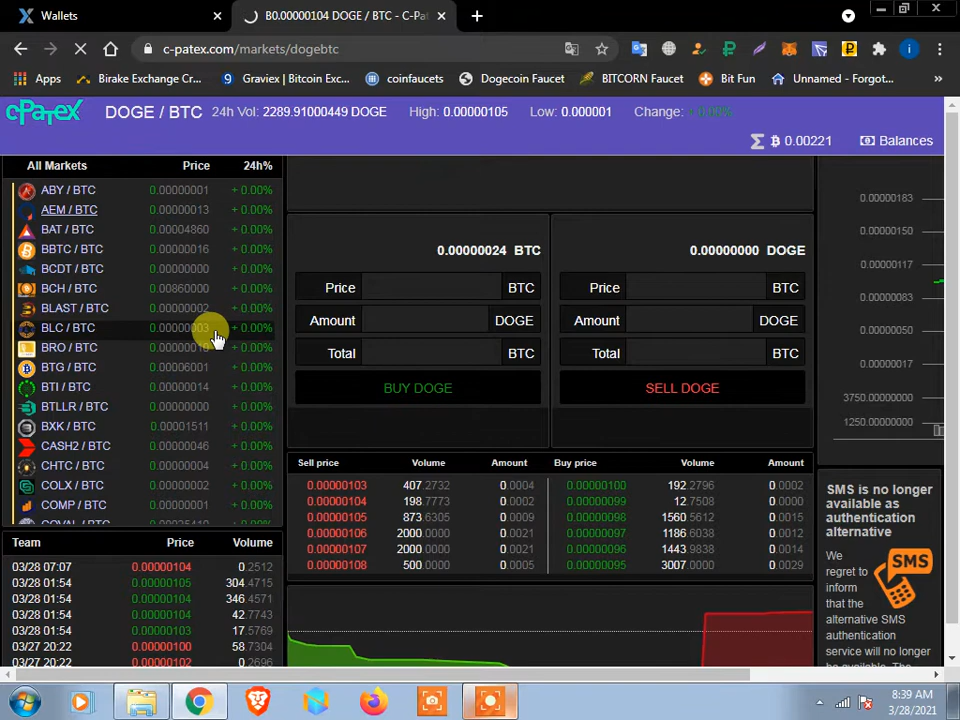 Wallets
B0.00000104 DOGE / BTC - C-Pat
c-patex.com/markets/dogebtc
Apps
Birake Exchange Cr...
Graviex | Bitcoin Exc...
coinfaucets
Dogecoin Faucet
BITCORN Faucet
Bit Fun
Unnamed - Forgot...
»
cPatex
DOGE / BTC
24h Vol: 2289.91000449 DOGE
High: 0.00000105
Low: 0.000001
Change: + 0.00%
Σ ฿ 0.00221
Balances
All Markets Price 24h%
ABY / BTC 0.00000001 + 0.00%
AEM / BTC 0.00000013 + 0.00%
BAT / BTC 0.00004860 + 0.00%
BBTC / BTC 0.00000016 + 0.00%
BCDT / BTC 0.00000000 + 0.00%
BCH / BTC 0.00860000 + 0.00%
BLAST / BTC 0.00000002 + 0.00%
BLC / BTC 0.00000003 + 0.00%
BRO / BTC + 0.00%
BTG / BTC 0.00006001 + 0.00%
BTI / BTC 0.00000014 + 0.00%
BTLLR / BTC 0.00000000 + 0.00%
BXK / BTC 0.00001511 + 0.00%
CASH2 / BTC 0.00000046 + 0.00%
CHTC / BTC 0.00000004 + 0.00%
COLX / BTC 0.00000002 + 0.00%
COMP / BTC 0.00000001 + 0.00%
Team Price Volume
03/28 07:07 0.00000104 0.2512
03/28 01:54 0.00000105 304.4715
03/28 01:54 0.00000104 346.4571
03/28 01:54 0.00000104 42.7743
03/28 01:54 0.00000103 17.5769
03/27 20:22 0.00000100 58.7304
03/27 20:22 0.00000102 0.2696
0.00000024 BTC
Price BTC
Amount DOGE
Total BTC
BUY DOGE
0.00000000 DOGE
Price BTC
Amount DOGE
Total BTC
SELL DOGE
Sell price Volume Amount
0.00000103 407.2732 0.0004
0.00000104 198.7773 0.0002
0.00000105 873.6305 0.0009
0.00000106 2000.0000 0.0021
0.00000107 2000.0000 0.0021
0.00000108 500.0000 0.0005
Buy price Volume Amount
0.00000100 192.2796 0.0002
0.00000099 12.7508 0.0000
0.00000098 1560.5612 0.0015
0.00000097 1186.6038 0.0012
0.00000096 1443.9838 0.0014
0.00000095 3007.0000 0.0029
0.00000183
0.00000150
0.00000117
0.00000083
0.00000050
3750.00000000
1250.00000000
SMS is no longer
available as
authentication
alternative
We
regret to
inform
that the
alternative SMS
authentication
service will no longer
SMS
8:39 AM
3/28/2021